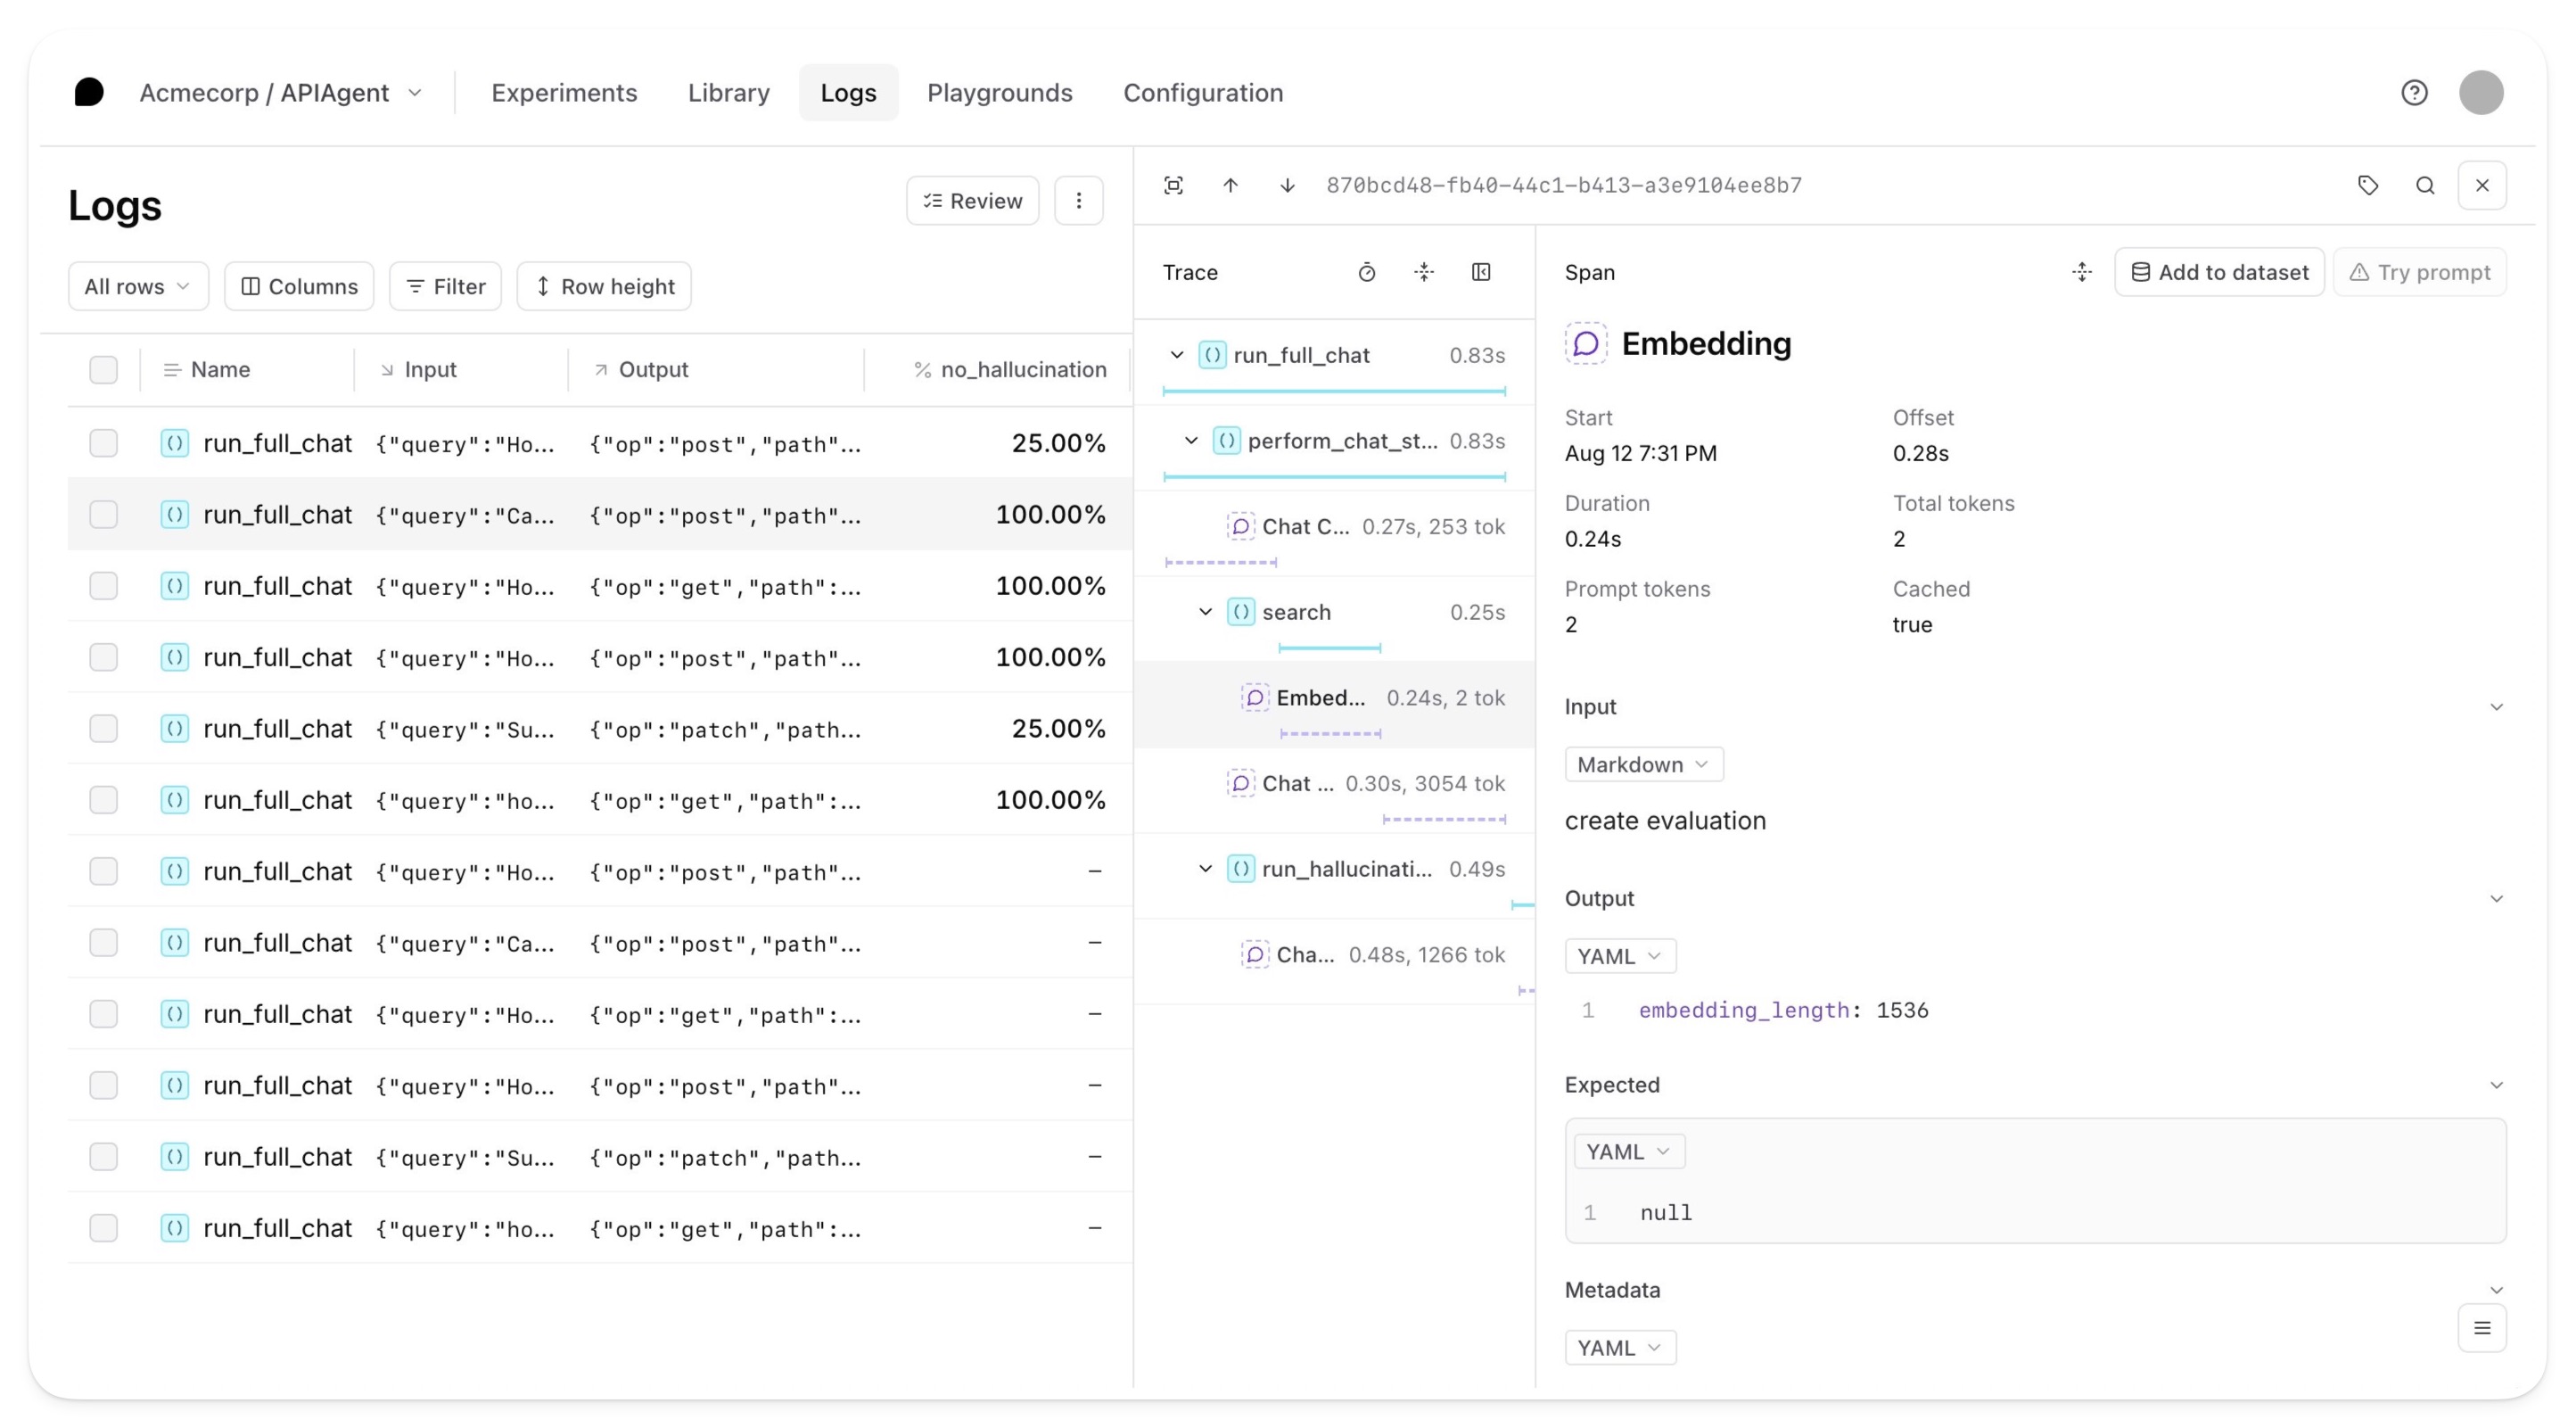 Acmecorp / APIAgent
Experiments
Library
Logs
Playgrounds
Configuration
Logs
Review
All rows
Columns
Filter
Row height
Name Input Output % no_hallucination
run_full_chat {"query":"Ho... {"op":"post","path"... 25.00%
run_full_chat {"query":"Ca... {"op":"post","path"... 100.00%
run_full_chat {"query":"Ho... {"op":"get","path":... 100.00%
run_full_chat {"query":"Ho... {"op":"post","path"... 100.00%
run_full_chat {"query":"Su... {"op":"patch","path... 25.00%
run_full_chat {"query":"ho... {"op":"get","path":... 100.00%
run_full_chat {"query":"Ho... {"op":"post","path"... –
run_full_chat {"query":"Ca... {"op":"post","path"... –
run_full_chat {"query":"Ho... {"op":"get","path":... –
run_full_chat {"query":"Ho... {"op":"post","path"... –
run_full_chat {"query":"Su... {"op":"patch","path... –
run_full_chat {"query":"ho... {"op":"get","path":... –
870bcd48-fb40-44c1-b413-a3e9104ee8b7
Trace
run_full_chat 0.83s
perform_chat_st... 0.83s
Chat C... 0.27s, 253 tok
search 0.25s
Embed... 0.24s, 2 tok
Chat ... 0.30s, 3054 tok
run_hallucinati... 0.49s
Cha... 0.48s, 1266 tok
Span
Add to dataset
Try prompt
Embedding
Start Offset
Aug 12 7:31 PM 0.28s
Duration Total tokens
0.24s 2
Prompt tokens Cached
2 true
Input
Markdown
create evaluation
Output
YAML
1 embedding_length: 1536
Expected
YAML
1 null
Metadata
YAML